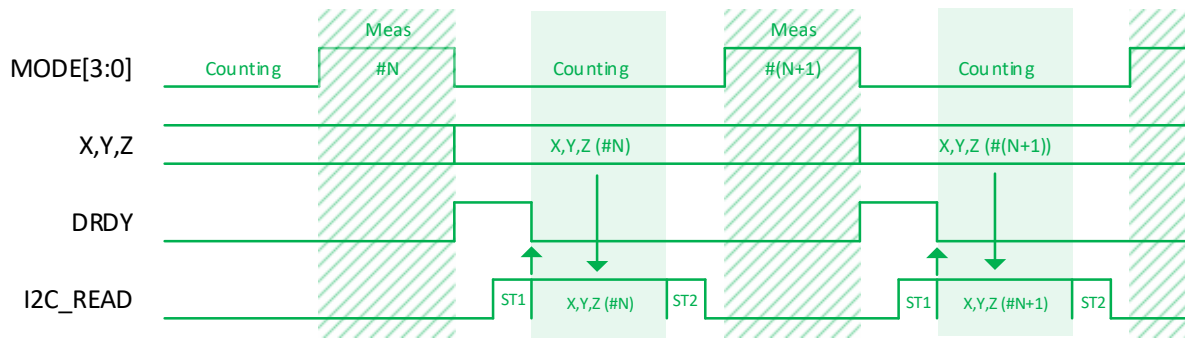 Meas
Meas
MODE[3:0]
Counting
#N
Counting
#(N+1)
Counting
X,Y,Z
X,Y,Z (#N)
X,Y,Z (#(N+1))
DRDY
I2C_READ
ST1
X,Y,Z (#N)
ST2
ST1
X,Y,Z (#N+1)
ST2